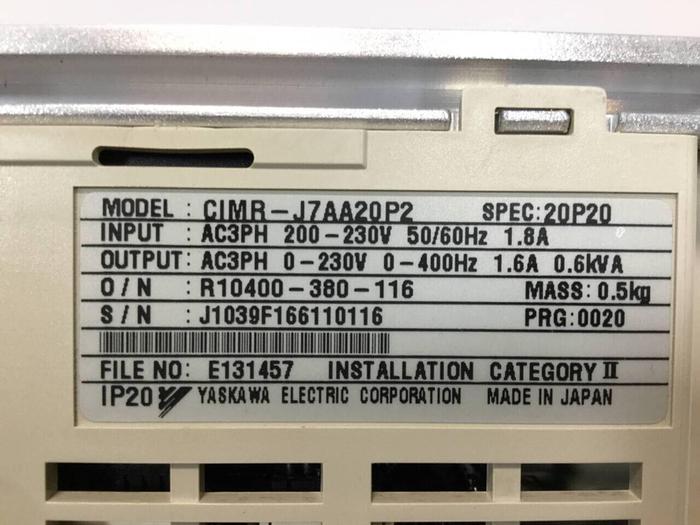 MODEL : CIMR-J7AA20P2 SPEC:20P20
INPUT : AC3PH 200-230V 50/60Hz 1.8A
OUTPUT: AC3PH 0-230V 0-400Hz 1.6A 0.6kVA
O/N : R10400-380-116 MASS: 0.5kg
S/N : J1039F166110116 PRG:0020
FILE NO: E131457 INSTALLATION CATEGORY II
IP20 YASKAWA ELECTRIC CORPORATION MADE IN JAPAN